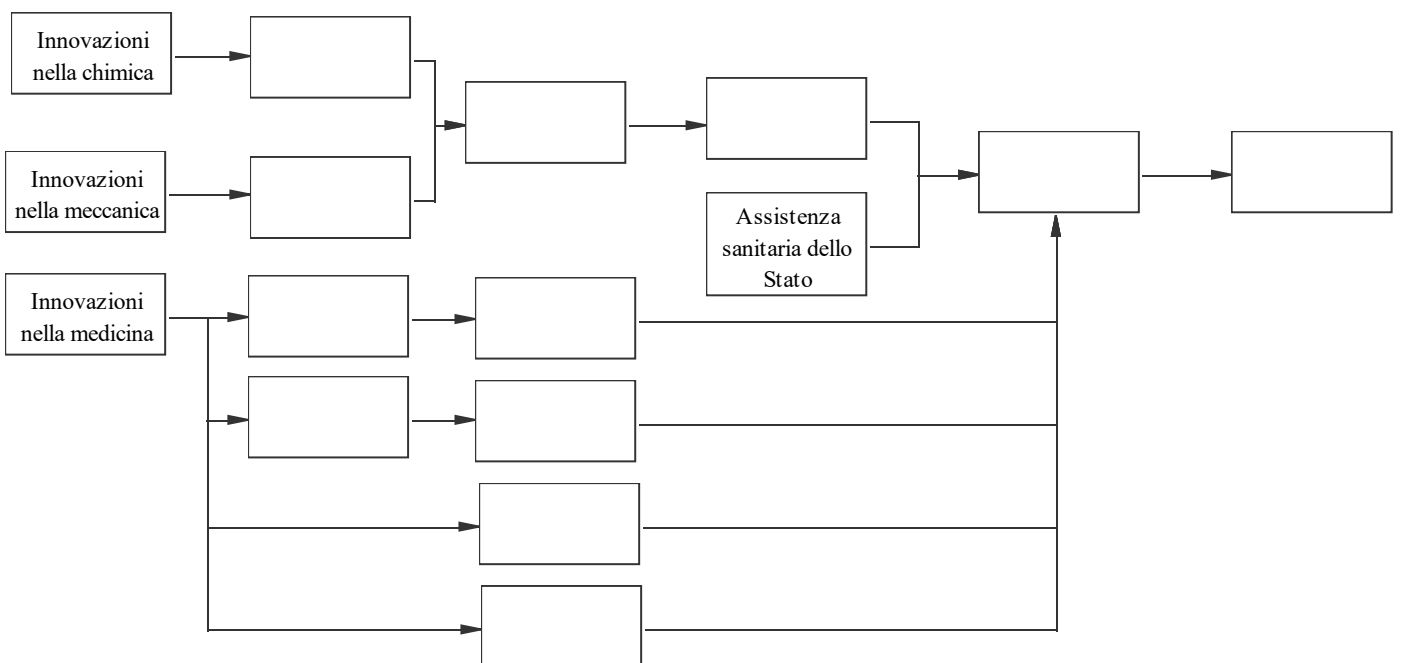 Innovazioni
nella chimica
Innovazioni
nella meccanica
Assistenza
sanitaria dello
Stato
Innovazioni
nella medicina